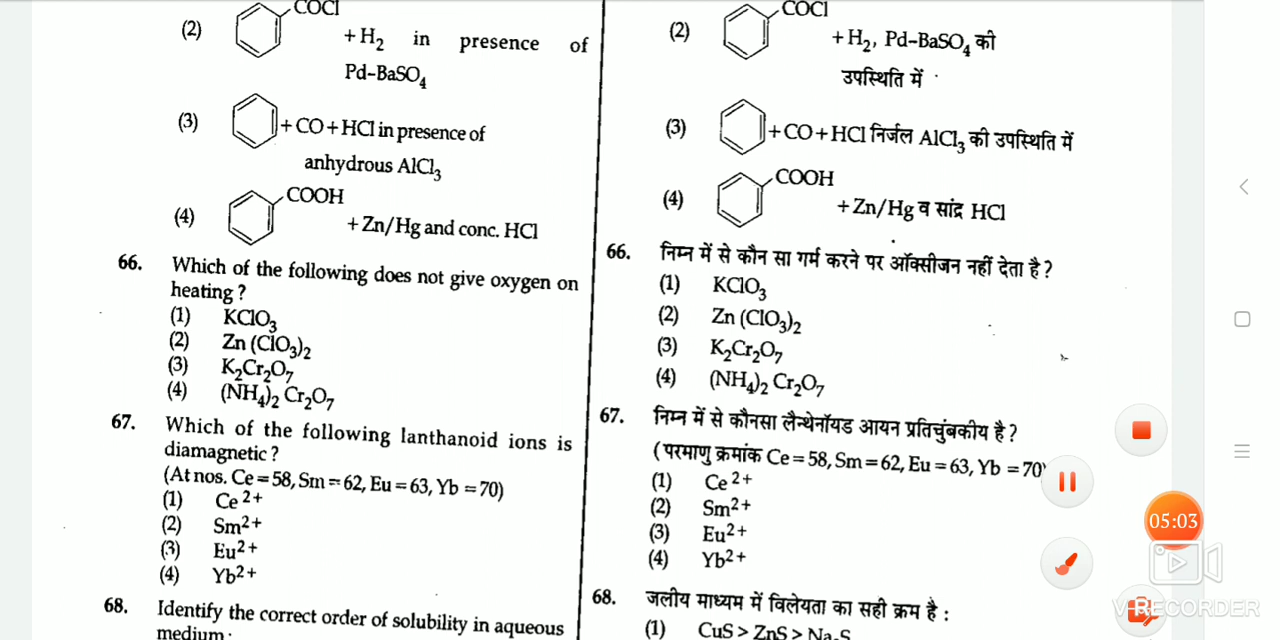 COCl
(2) + H₂ in presence of
Pd-BaSO₄
(3) + CO + HCl in presence of
anhydrous AlCl₃
COOH
(4) + Zn/Hg and conc. HCl
66. Which of the following does not give oxygen on
heating ?
(1) KClO₃
(2) Zn (ClO₃)₂
(3) K₂Cr₂O₇
(4) (NH₄)₂ Cr₂O₇
67. Which of the following lanthanoid ions is
diamagnetic ?
(At nos. Ce = 58, Sm = 62, Eu = 63, Yb = 70)
(1) Ce²⁺
(2) Sm²⁺
(3) Eu²⁺
(4) Yb²⁺
68. Identify the correct order of solubility in aqueous
medium :
COCl
(2) + H₂, Pd-BaSO₄ की
उपस्थिति में
(3) + CO + HCl निर्जल AlCl₃ की उपस्थिति में
COOH
(4) + Zn/Hg व सांद्र HCl
66. निम्न में से कौन सा गर्म करने पर ऑक्सीजन नहीं देता है ?
(1) KClO₃
(2) Zn (ClO₃)₂
(3) K₂Cr₂O₇
(4) (NH₄)₂ Cr₂O₇
67. निम्न में से कौनसा लैन्थेनॉयड आयन प्रतिचुंबकीय है ?
(परमाणु क्रमांक Ce = 58, Sm = 62, Eu = 63, Yb = 70)
(1) Ce²⁺
(2) Sm²⁺
(3) Eu²⁺
(4) Yb²⁺
68. जलीय माध्यम में विलेयता का सही क्रम है :
(1) CuS > ZnS > Na₂S
05:03
V-RECORDER